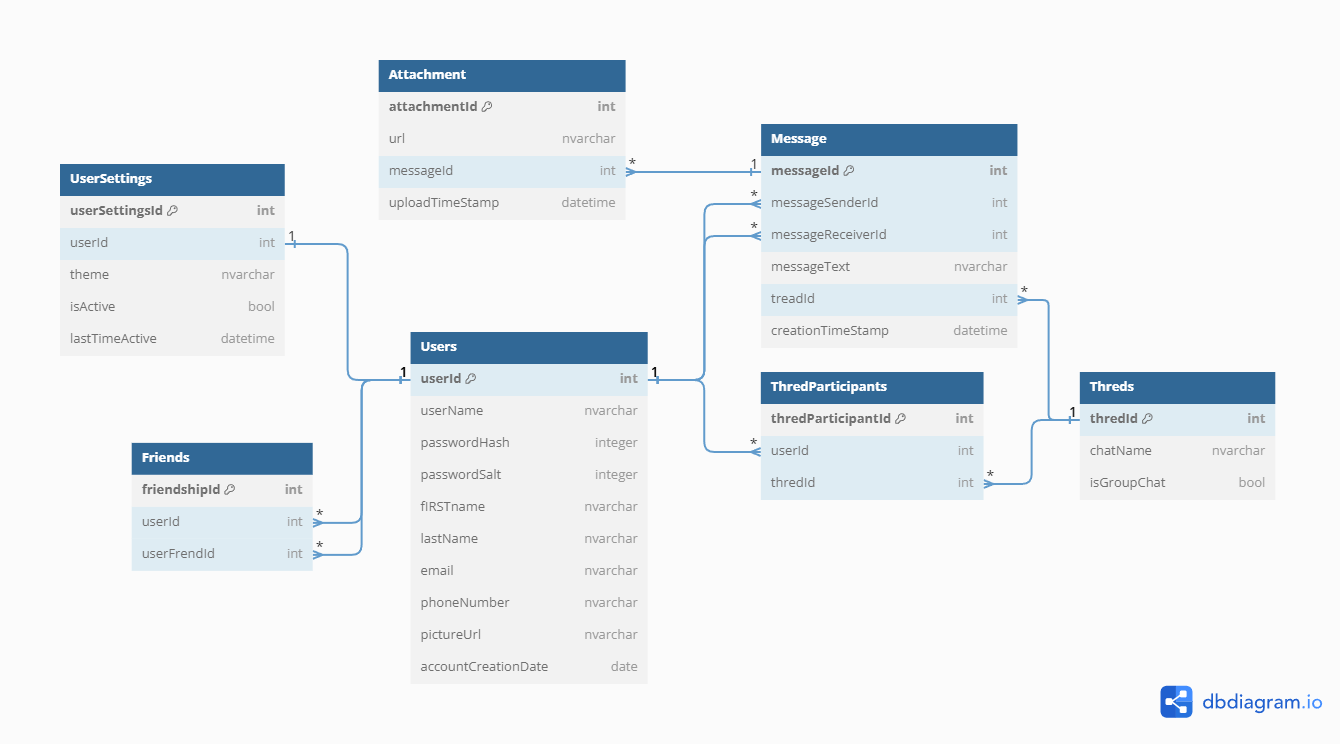 Attachment
attachmentId int
url nvarchar
messageId int
uploadTimeStamp datetime
* 1
Message
messageId int
messageSenderId int
messageReceiverId int
messageText nvarchar
treadId int
creationTimeStamp datetime
*
*
*
UserSettings
userSettingsId int
userId int
theme nvarchar
isActive bool
lastTimeActive datetime
1
Users
userId int
userName nvarchar
passwordHash integer
passwordSalt integer
fIRSTname nvarchar
lastName nvarchar
email nvarchar
phoneNumber nvarchar
pictureUrl nvarchar
accountCreationDate date
1 1
ThredParticipants
thredParticipantId int
userId int
thredId int
*
*
Threds
thredId int
chatName nvarchar
isGroupChat bool
1
Friends
friendshipId int
userId int
userFrendId int
*
*
dbdiagram.io